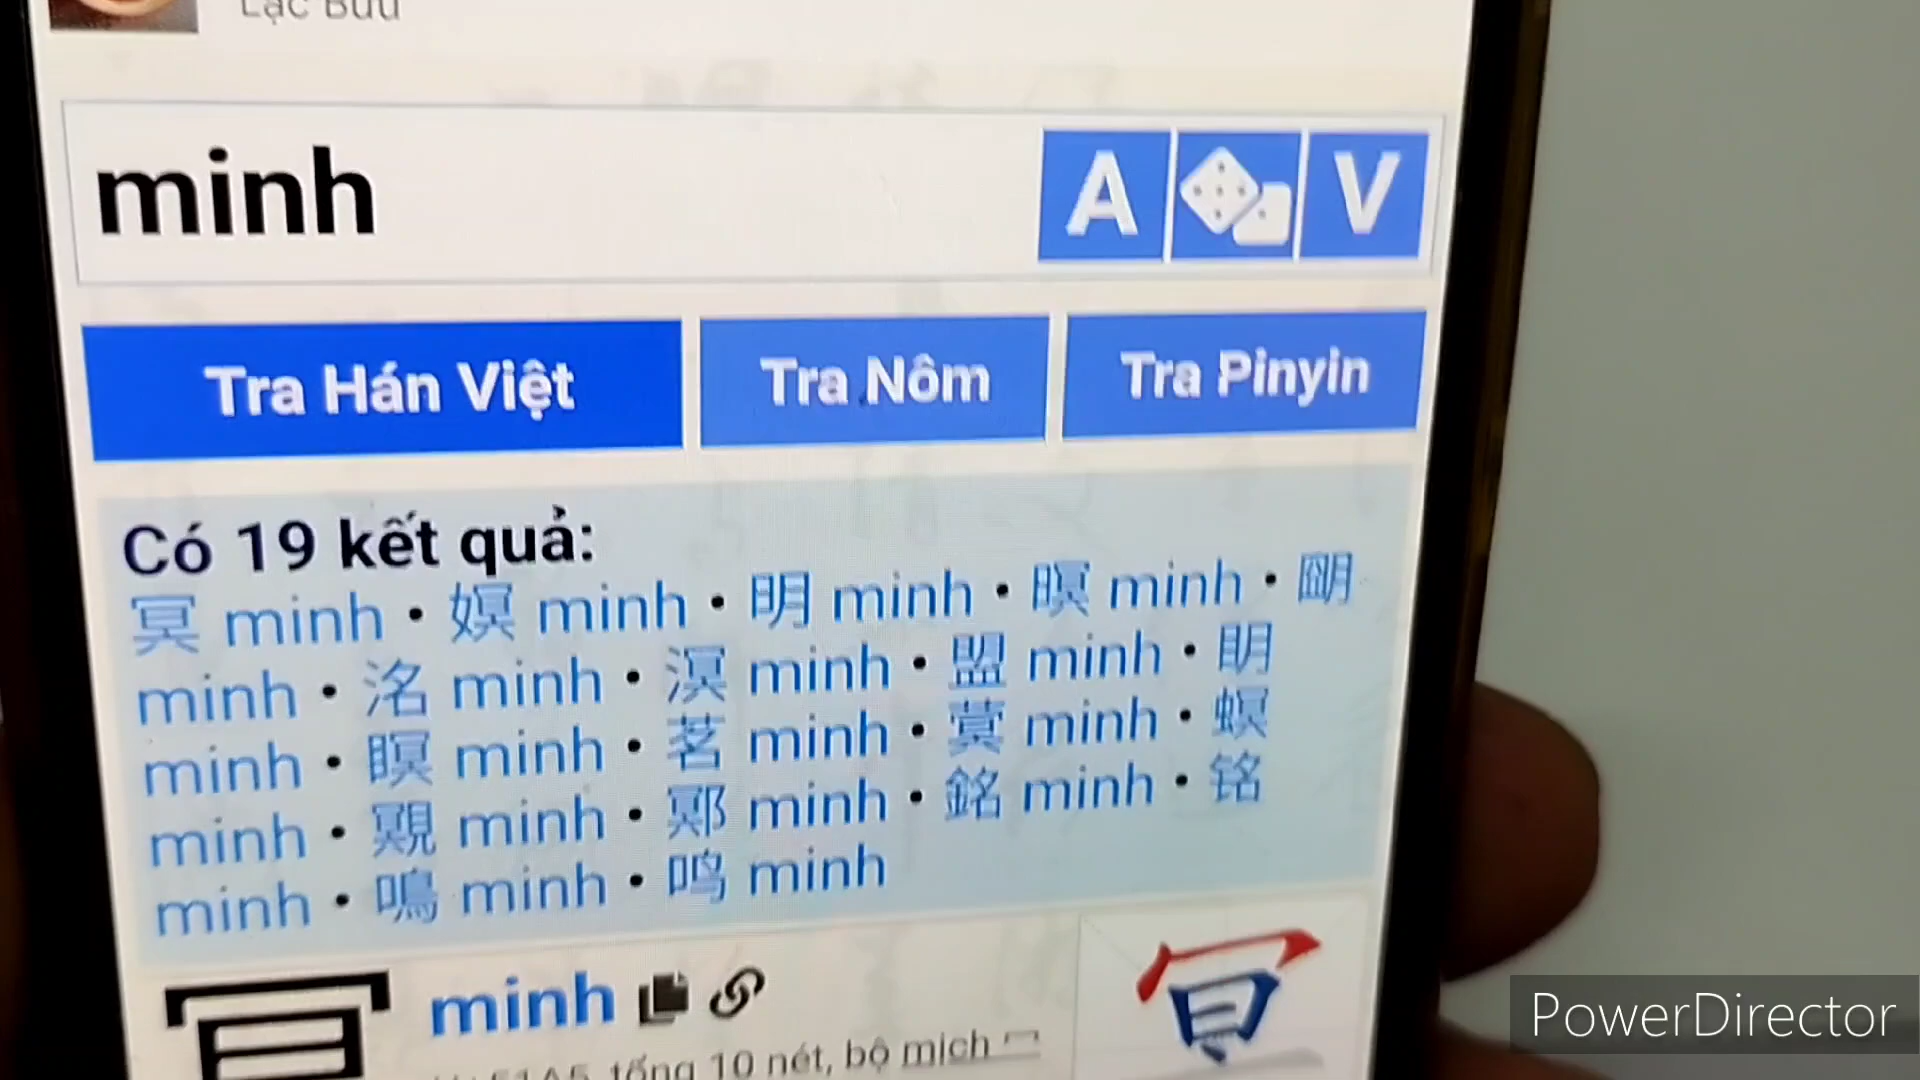 Lạc Bửu
minh
A V
Tra Hán Việt
Tra Nôm
Tra Pinyin
Có 19 kết quả:
冥 minh • 嫇 minh • 明 minh • 暝 minh • 朙
minh • 洺 minh • 溟 minh • 盟 minh • 眀
minh • 瞑 minh • 茗 minh • 蓂 minh • 螟
minh • 覭 minh • 鄍 minh • 銘 minh • 铭
minh • 鳴 minh • 鸣 minh
minh
tổng 10 nét, bộ mịch 冖
PowerDirector